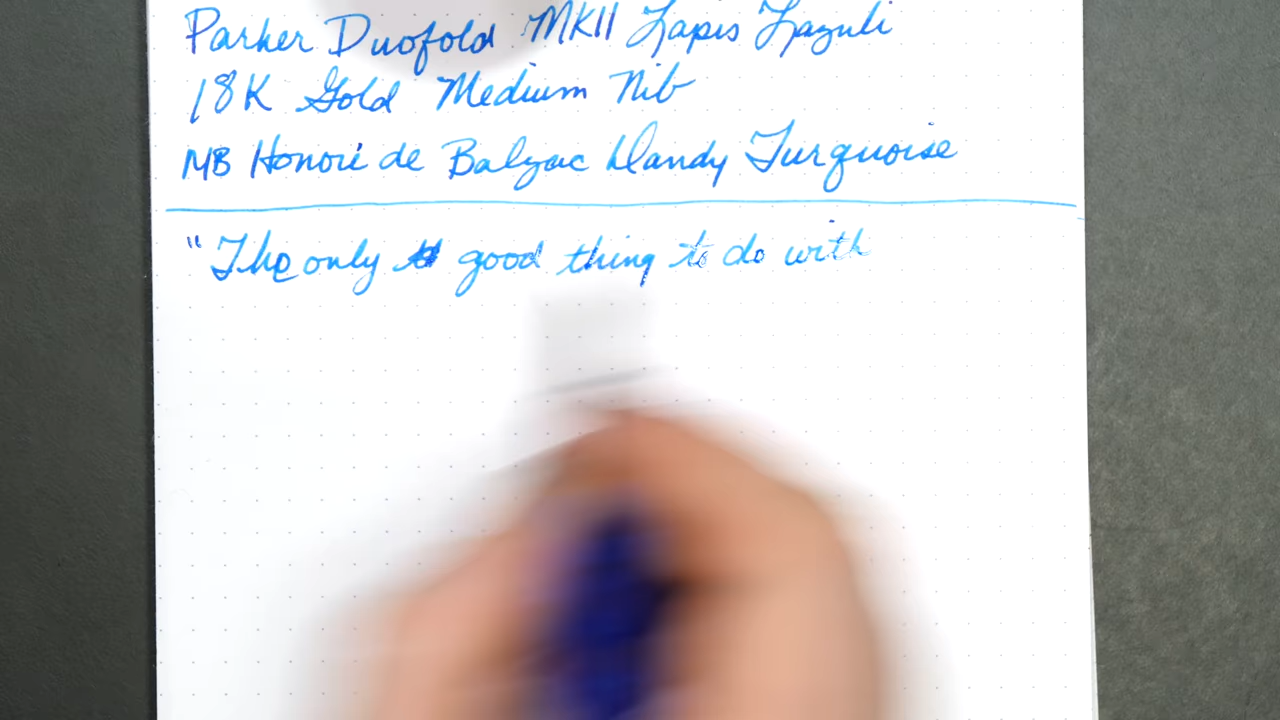 Parker Duofold MKII Lapis Lazuli
18K Gold Medium Nib
MB Honoré de Balzac Dandy Turquoise
"The only good thing to do with